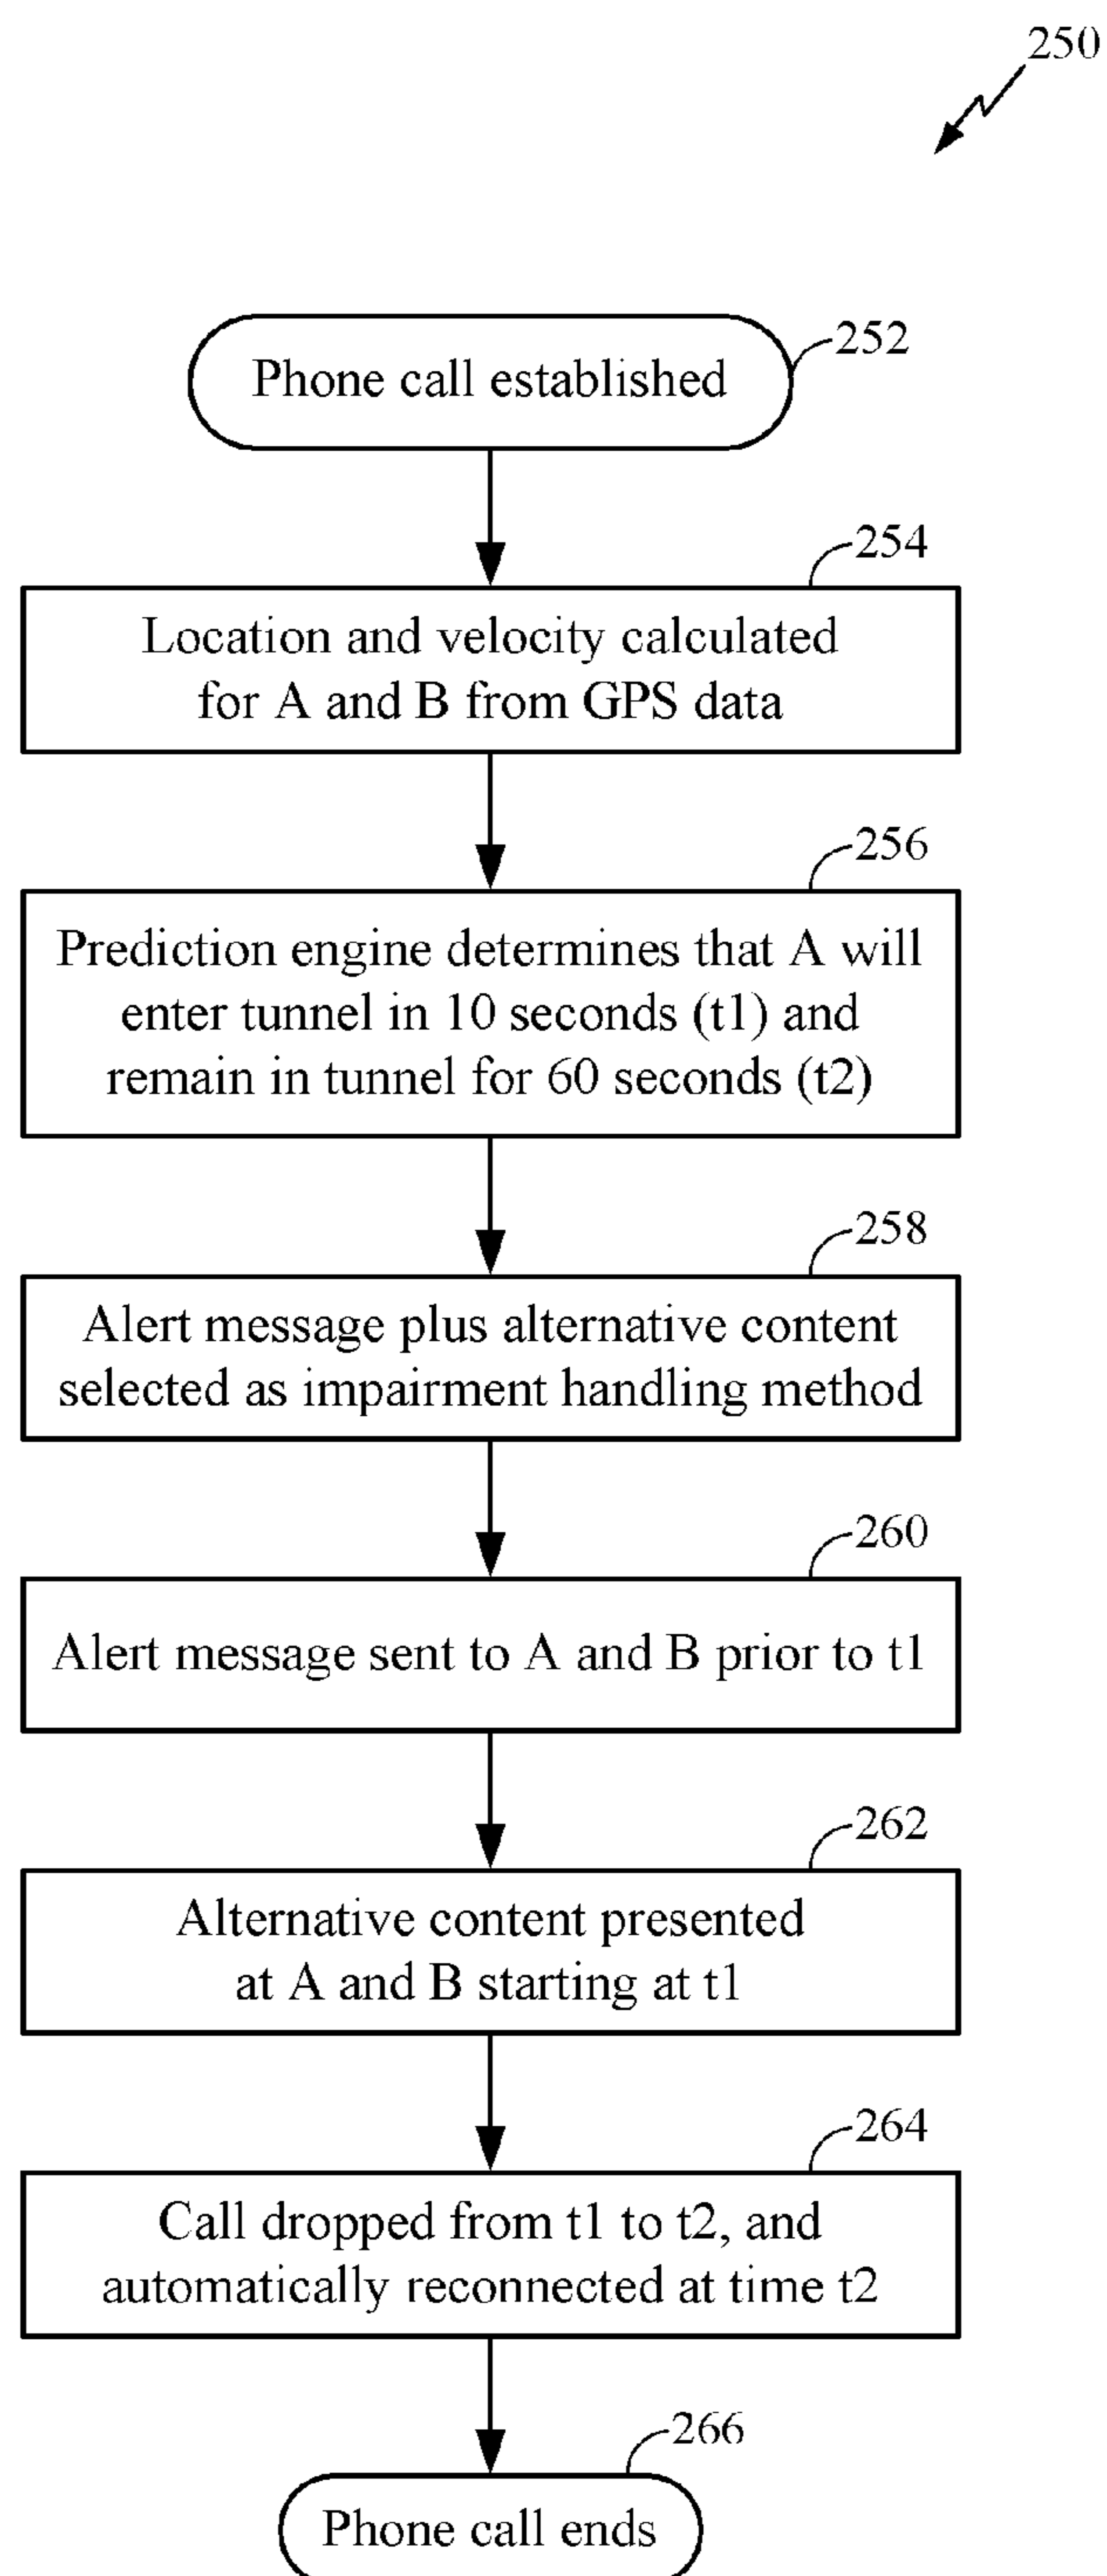 250
Phone call established
252
254
Location and velocity calculated
for A and B from GPS data
256
Prediction engine determines that A will
enter tunnel in 10 seconds (t1) and
remain in tunnel for 60 seconds (t2)
258
Alert message plus alternative content
selected as impairment handling method
260
Alert message sent to A and B prior to t1
262
Alternative content presented
at A and B starting at t1
264
Call dropped from t1 to t2, and
automatically reconnected at time t2
266
Phone call ends